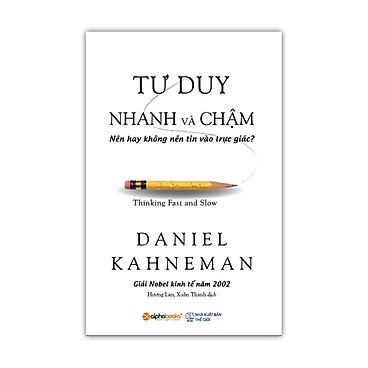 TƯ DUY
NHANH VÀ CHẬM
Nên hay không nên tin vào trực giác?
Thinking Fast and Slow
DANIEL
KAHNEMAN
Giải Nobel kinh tế năm 2002
Hương Lan, Xuân Thanh dịch
alphabooks
NHÀ XUẤT BẢN
THẾ GIỚI